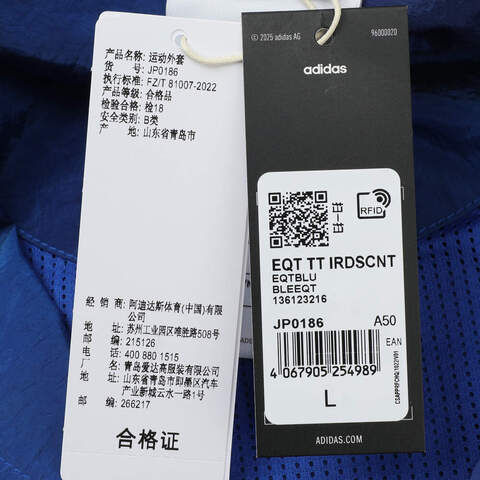 产品名称: 运动外套
货 号: JP0186
执行标准: FZ/T 81007-2022
产品等级: 合格品
检验合格: 检18
安全类别: B类
产 地: 山东省青岛市
经 销 商: 阿迪达斯体育(中国)有限
公司
地 址: 苏州工业园区唯胜路508号
邮 编: 215126
电 话: 400 880 1515
厂 名: 青岛爱达高服装有限公司
地 址: 山东省青岛市即墨区汽车
产业新城云水一路1号
邮 编: 266217
合格证
© 2025 adidas AG
96000020
adidas
RFID
EQT TT IRDSCNT
EQTBLU
BLEEQT
136123216
JP0186 A50
EAN
4 067905 254989
L
ADIDAS.COM